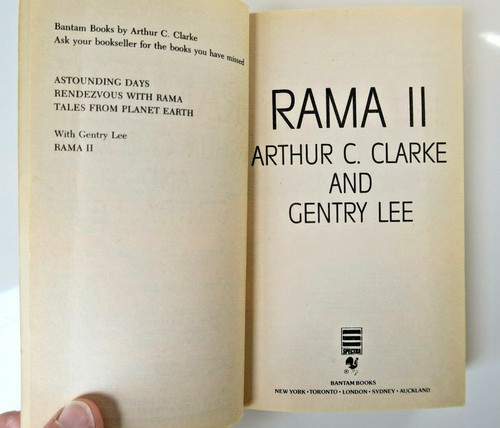 Bantam Books by Arthur C. Clarke
Ask your bookseller for the books you have missed
ASTOUNDING DAYS
RENDEZVOUS WITH RAMA
TALES FROM PLANET EARTH
With Gentry Lee
RAMA II
RAMA II
ARTHUR C. CLARKE
AND
GENTRY LEE
SPECTRA
BANTAM BOOKS
NEW YORK • TORONTO • LONDON • SYDNEY • AUCKLAND